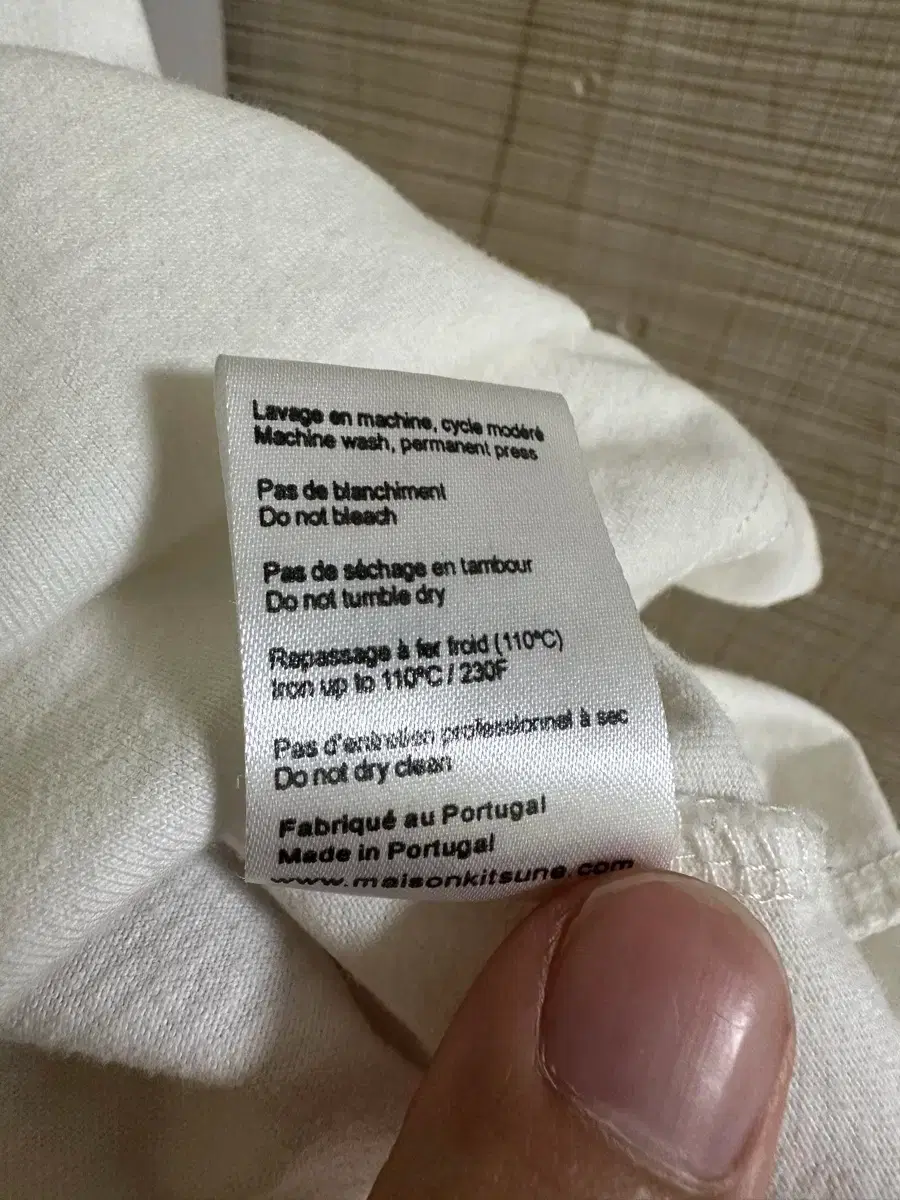 Lavage en machine, cycle modéré
Machine wash, permanent press
Pas de blanchiment
Do not bleach
Pas de séchage en tambour
Do not tumble dry
Repassage à fer froid (110°C)
Iron up to 110°C / 230F
Pas d'entretien professionnel à sec
Do not dry clean
Fabriqué au Portugal
Made in Portugal
www.maisonkitsune.com